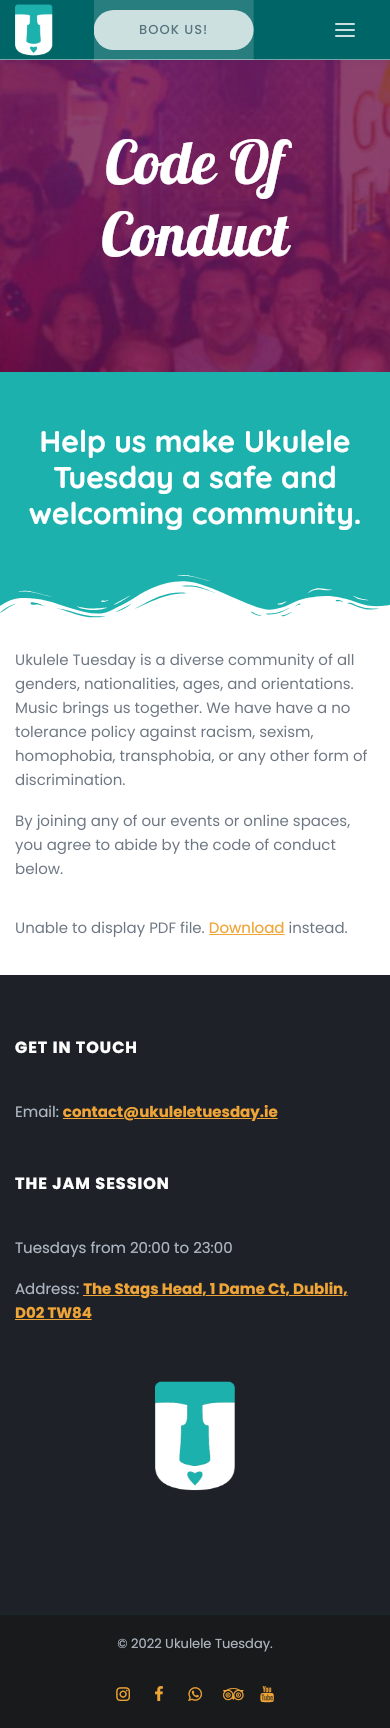 BOOK US!
Code Of
Conduct
Help us make Ukulele
Tuesday a safe and
welcoming community.
Ukulele Tuesday is a diverse community of all
genders, nationalities, ages, and orientations.
Music brings us together. We have have a no
tolerance policy against racism, sexism,
homophobia, transphobia, or any other form of
discrimination.
By joining any of our events or online spaces,
you agree to abide by the code of conduct
below.
Unable to display PDF file. Download instead.
GET IN TOUCH
Email: contact@ukuleletuesday.ie
THE JAM SESSION
Tuesdays from 20:00 to 23:00
Address: The Stags Head, 1 Dame Ct, Dublin,
D02 TW84
© 2022 Ukulele Tuesday.